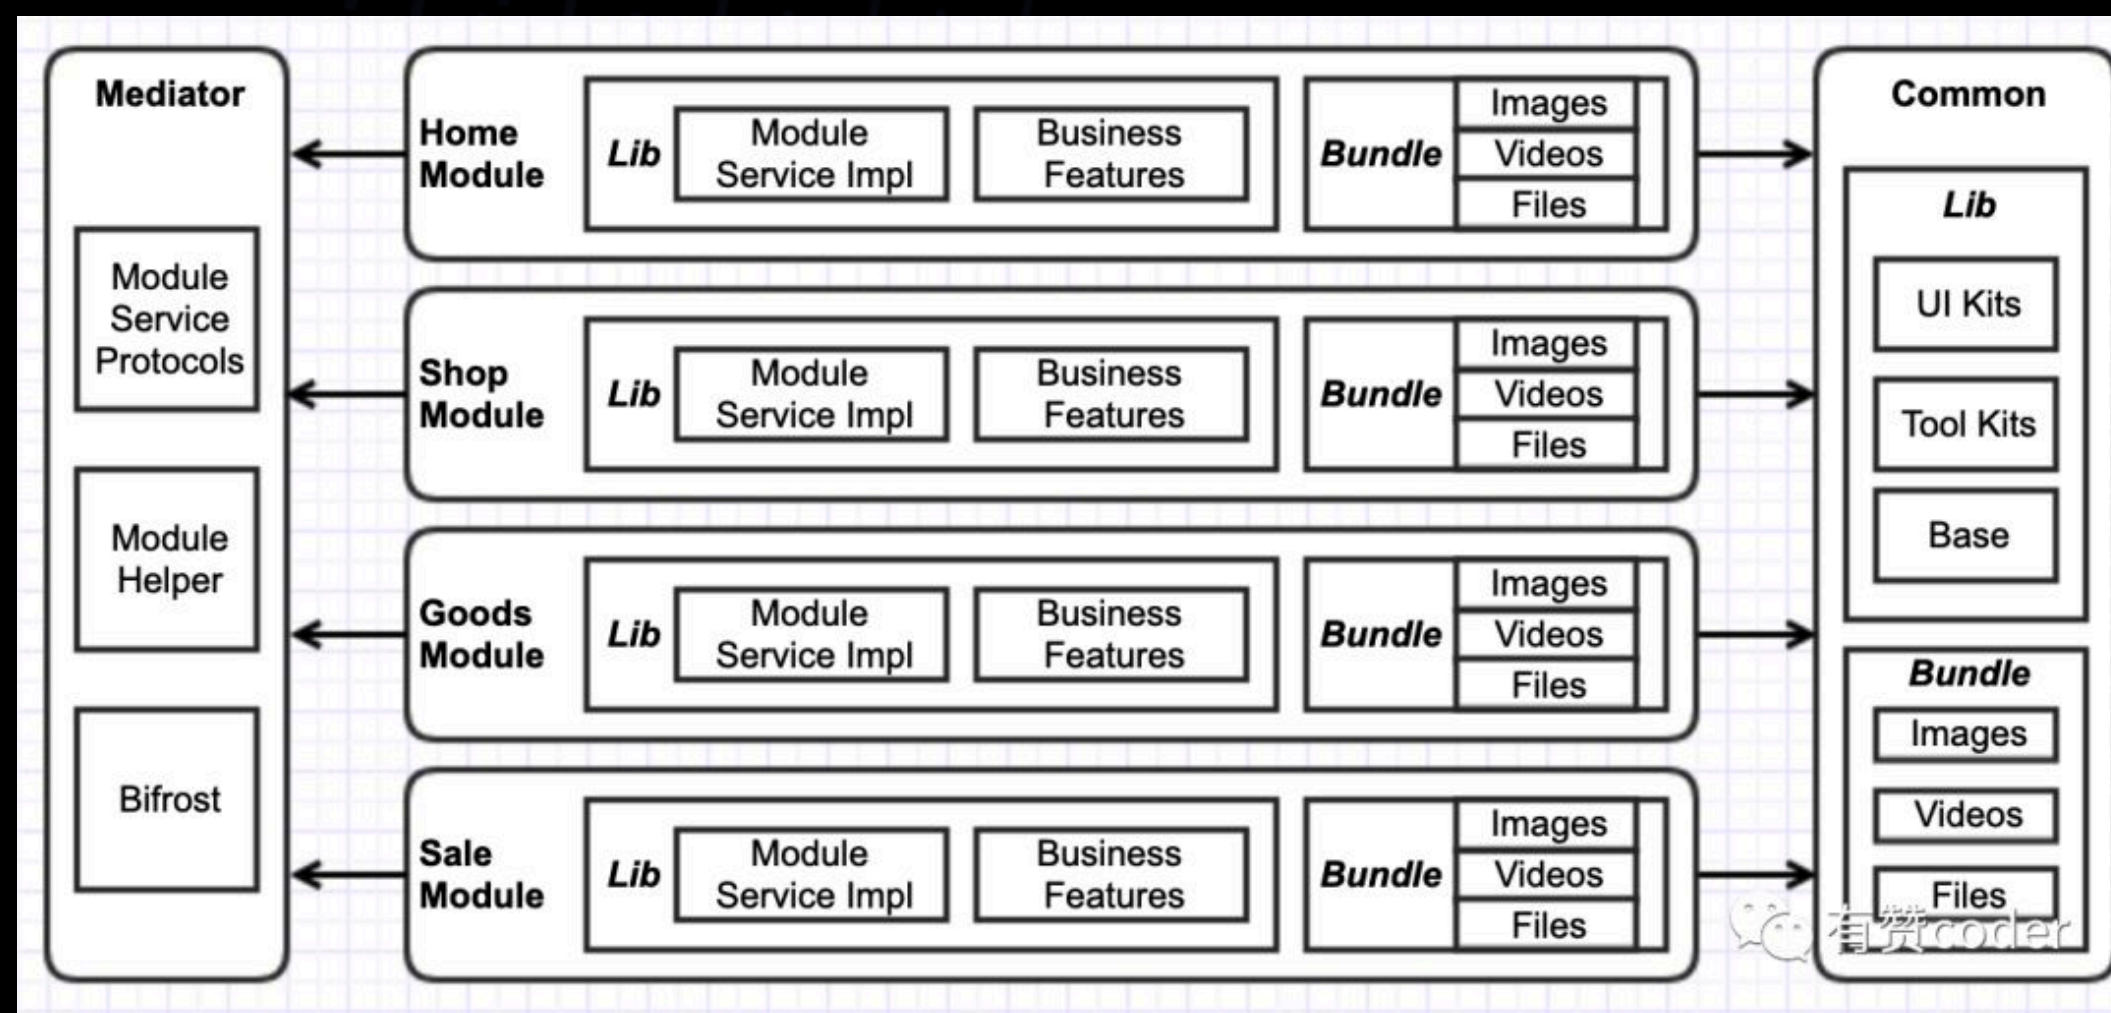 Mediator
Module
Service
Protocols
Module
Helper
Bifrost
Home
Module
Lib
Module
Service Impl
Business
Features
Bundle
Images
Videos
Files
Shop
Module
Lib
Module
Service Impl
Business
Features
Bundle
Images
Videos
Files
Goods
Module
Lib
Module
Service Impl
Business
Features
Bundle
Images
Videos
Files
Sale
Module
Lib
Module
Service Impl
Business
Features
Bundle
Images
Videos
Files
Common
Lib
UI Kits
Tool Kits
Base
Bundle
Images
Videos
Files
有赞coder